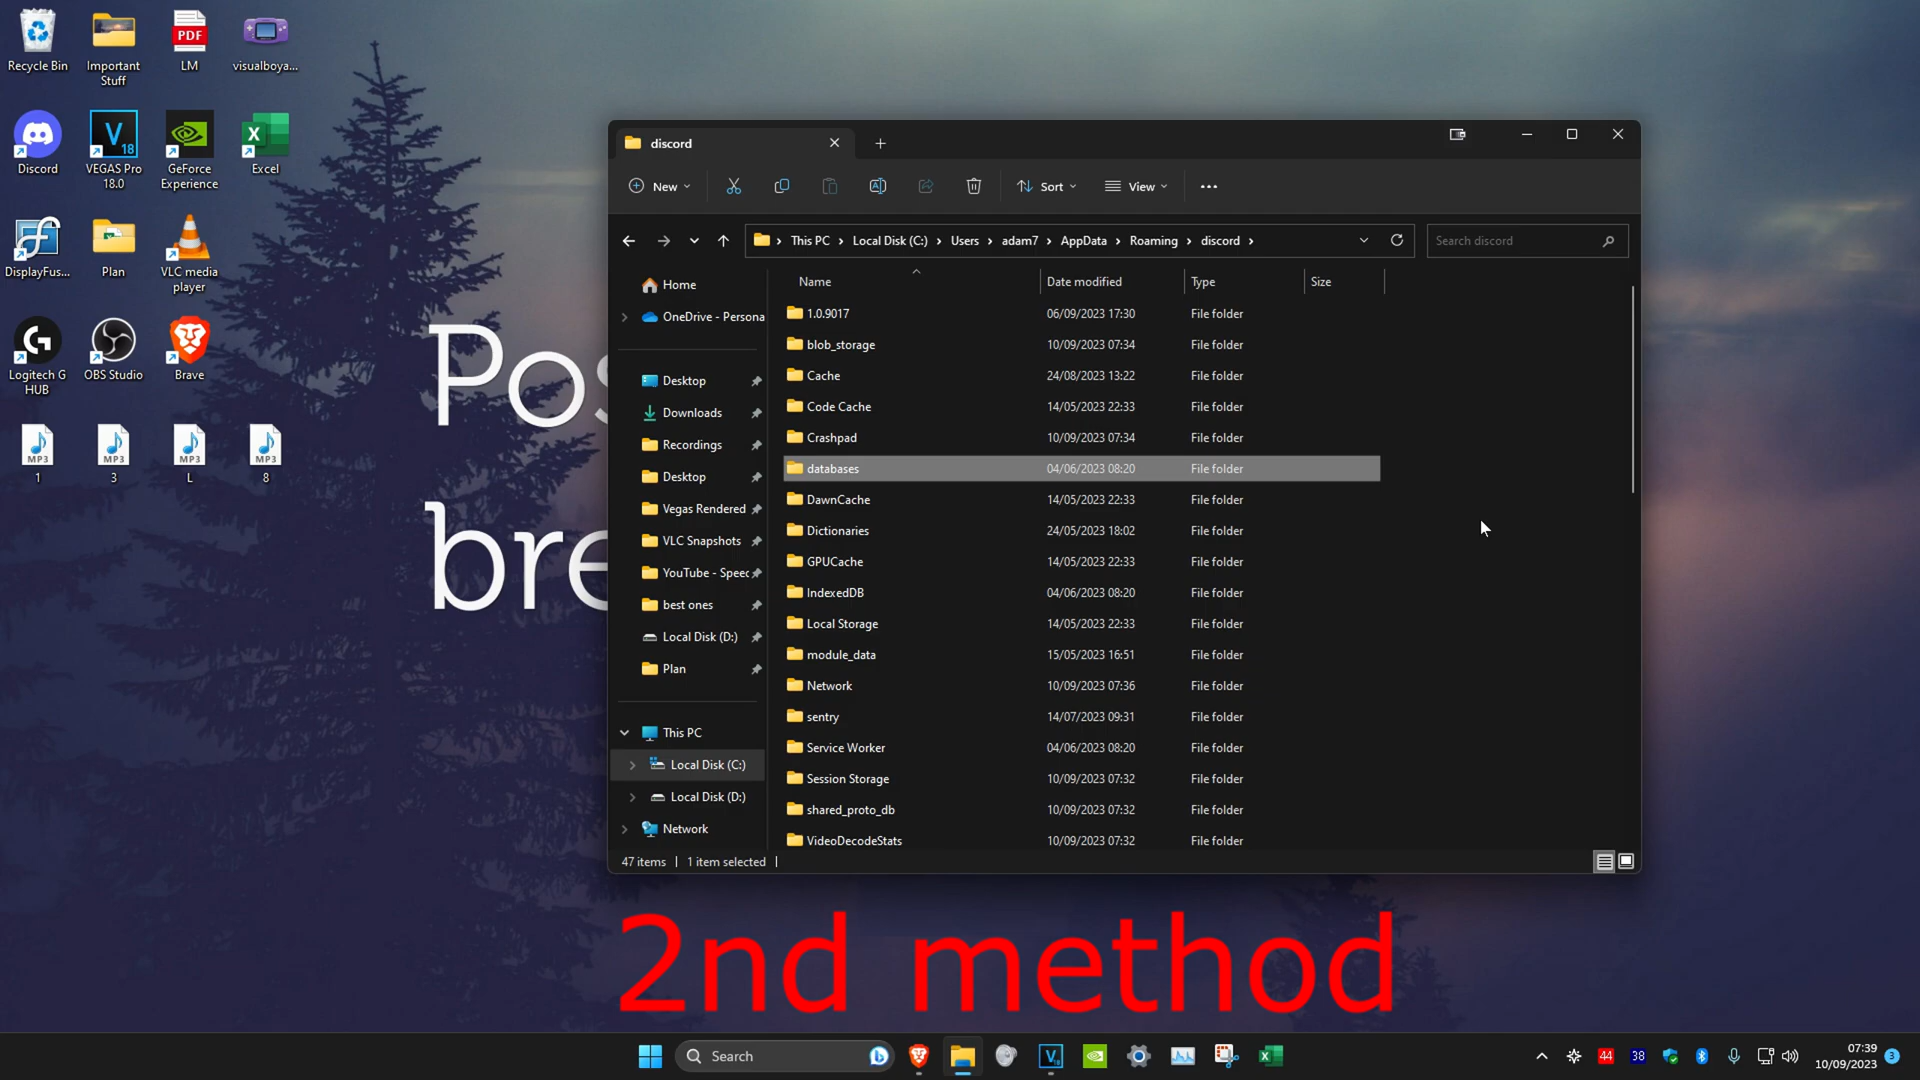 Recycle Bin
Important Stuff
PDF
LM
visualboya...
Discord
V 18
VEGAS Pro 18.0
GeForce Experience
X
Excel
DisplayFus...
Plan
VLC media player
Logitech G HUB
OBS Studio
Brave
MP3
1
MP3
3
MP3
L
MP3
8
Pos
bre
discord
New
Sort
View
This PC
Local Disk (C:)
Users
adam7
AppData
Roaming
discord
Search discord
Home
OneDrive - Persona
Desktop
Downloads
Recordings
Desktop
Vegas Rendered
VLC Snapshots
YouTube - Speec
best ones
Local Disk (D:)
Plan
This PC
Local Disk (C:)
Local Disk (D:)
Network
Name Date modified Type Size
1.0.9017 06/09/2023 17:30 File folder
blob_storage 10/09/2023 07:34 File folder
Cache 24/08/2023 13:22 File folder
Code Cache 14/05/2023 22:33 File folder
Crashpad 10/09/2023 07:34 File folder
databases 04/06/2023 08:20 File folder
DawnCache 14/05/2023 22:33 File folder
Dictionaries 24/05/2023 18:02 File folder
GPUCache 14/05/2023 22:33 File folder
IndexedDB 04/06/2023 08:20 File folder
Local Storage 14/05/2023 22:33 File folder
module_data 15/05/2023 16:51 File folder
Network 10/09/2023 07:36 File folder
sentry 14/07/2023 09:31 File folder
Service Worker 04/06/2023 08:20 File folder
Session Storage 10/09/2023 07:32 File folder
shared_proto_db 10/09/2023 07:32 File folder
VideoDecodeStats 10/09/2023 07:32 File folder
47 items 1 item selected
2nd method
Search
44
38
07:39
10/09/2023
3